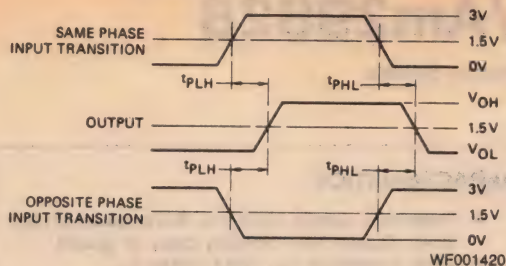 SAME PHASE
INPUT TRANSITION
3V
1.5V
0V
tPLH
tPHL
OUTPUT
VOH
1.5V
VOL
tPLH
tPHL
OPPOSITE PHASE
INPUT TRANSITION
3V
1.5V
0V
WF001420